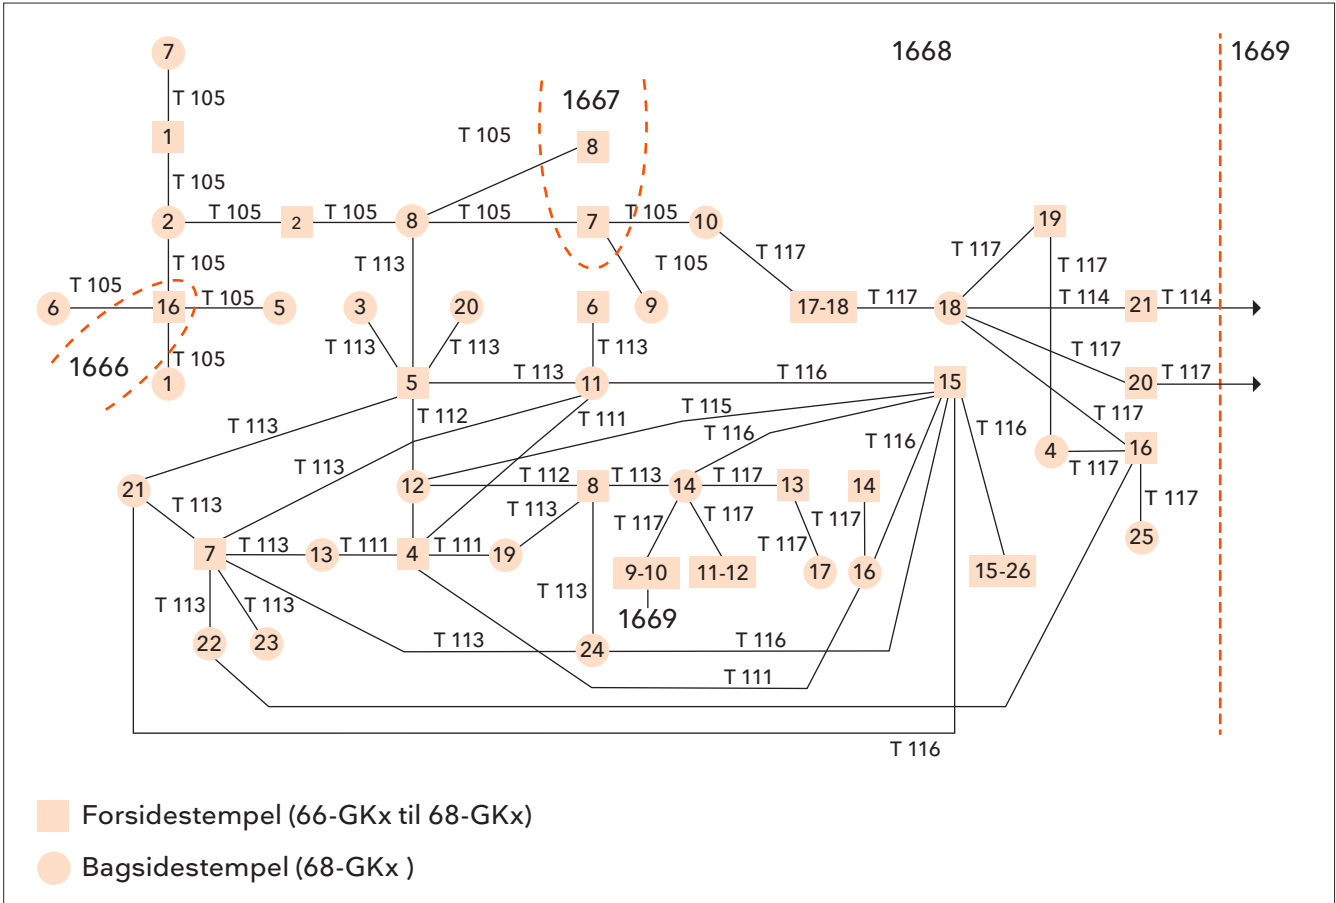 7
1668
1669
T 105
1667
1
T 105
8
T 105
2
T 105
2
T 105
8
T 105
7
T 105
10
19
T 105
T 113
T 105
T 117
T 117
T 117
6
T 105
16
T 105
5
3
20
6
9
17-18
T 117
18
T 114
21
T 114
1666
T 105
T 113
T 113
T 113
T 117
1
5
T 113
11
T 116
15
20
T 117
T 112
T 111
T 115
T 117
T 113
T 116
T 116
T 116
4
T 117
16
T 113
21
12
T 112
8
T 113
14
T 117
13
14
T 113
T 113
T 117
T 117
T 117
T 117
25
7
T 113
13
T 111
4
T 111
19
T 117
9-10
11-12
17
16
15-26
T 113
T 113
T 113
1669
22
23
T 113
24
T 116
T 111
T 116
Forsidestempel (66-GKx til 68-GKx)
Bagsidestempel (68-GKx )